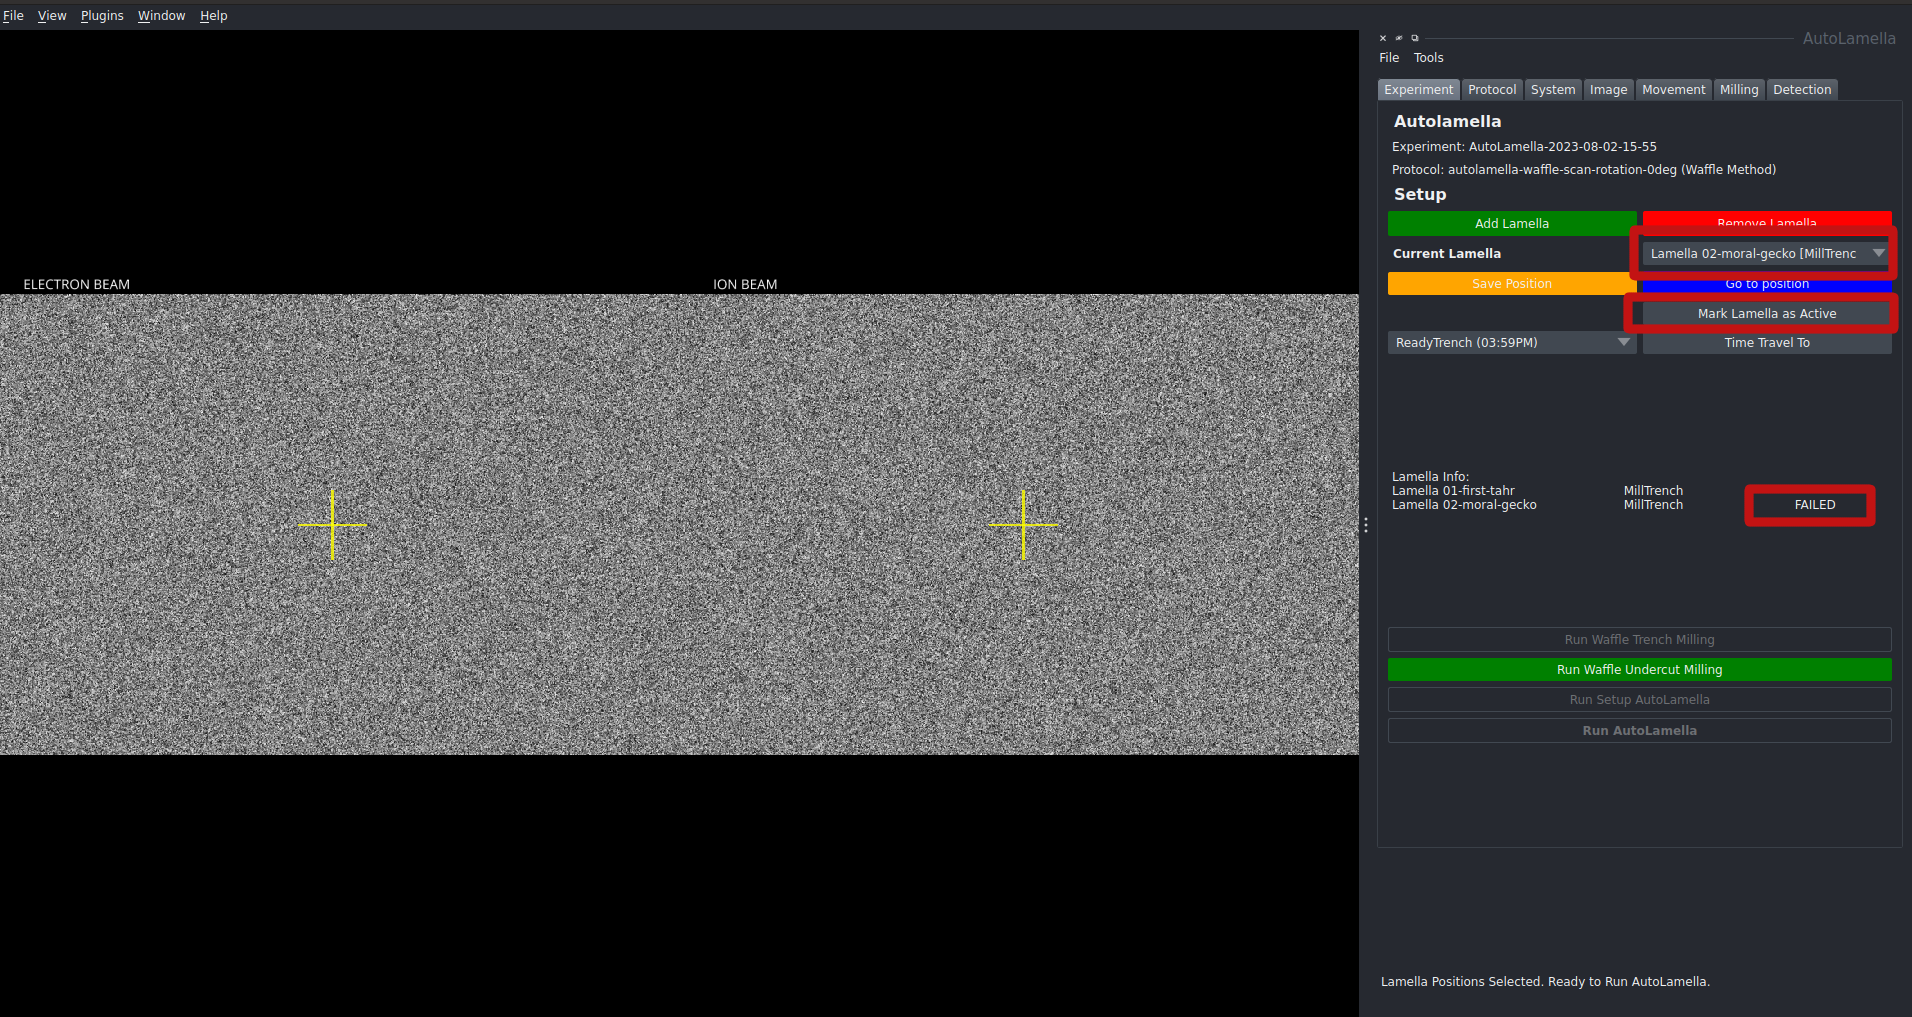 File View Plugins Window Help
AutoLamella
File Tools
Experiment Protocol System Image Movement Milling Detection
Autolamella
Experiment: AutoLamella-2023-08-02-15-55
Protocol: autolamella-waffle-scan-rotation-0deg (Waffle Method)
Setup
Add Lamella Remove Lamella
Current Lamella Lamella 02-moral-gecko [MillTrenc
Save Position Go to position
Mark Lamella as Active
ReadyTrench (03:59PM) Time Travel To
ELECTRON BEAM
ION BEAM
Lamella Info:
Lamella 01-first-tahr MillTrench
Lamella 02-moral-gecko MillTrench FAILED
Run Waffle Trench Milling
Run Waffle Undercut Milling
Run Setup AutoLamella
Run AutoLamella
Lamella Positions Selected. Ready to Run AutoLamella.